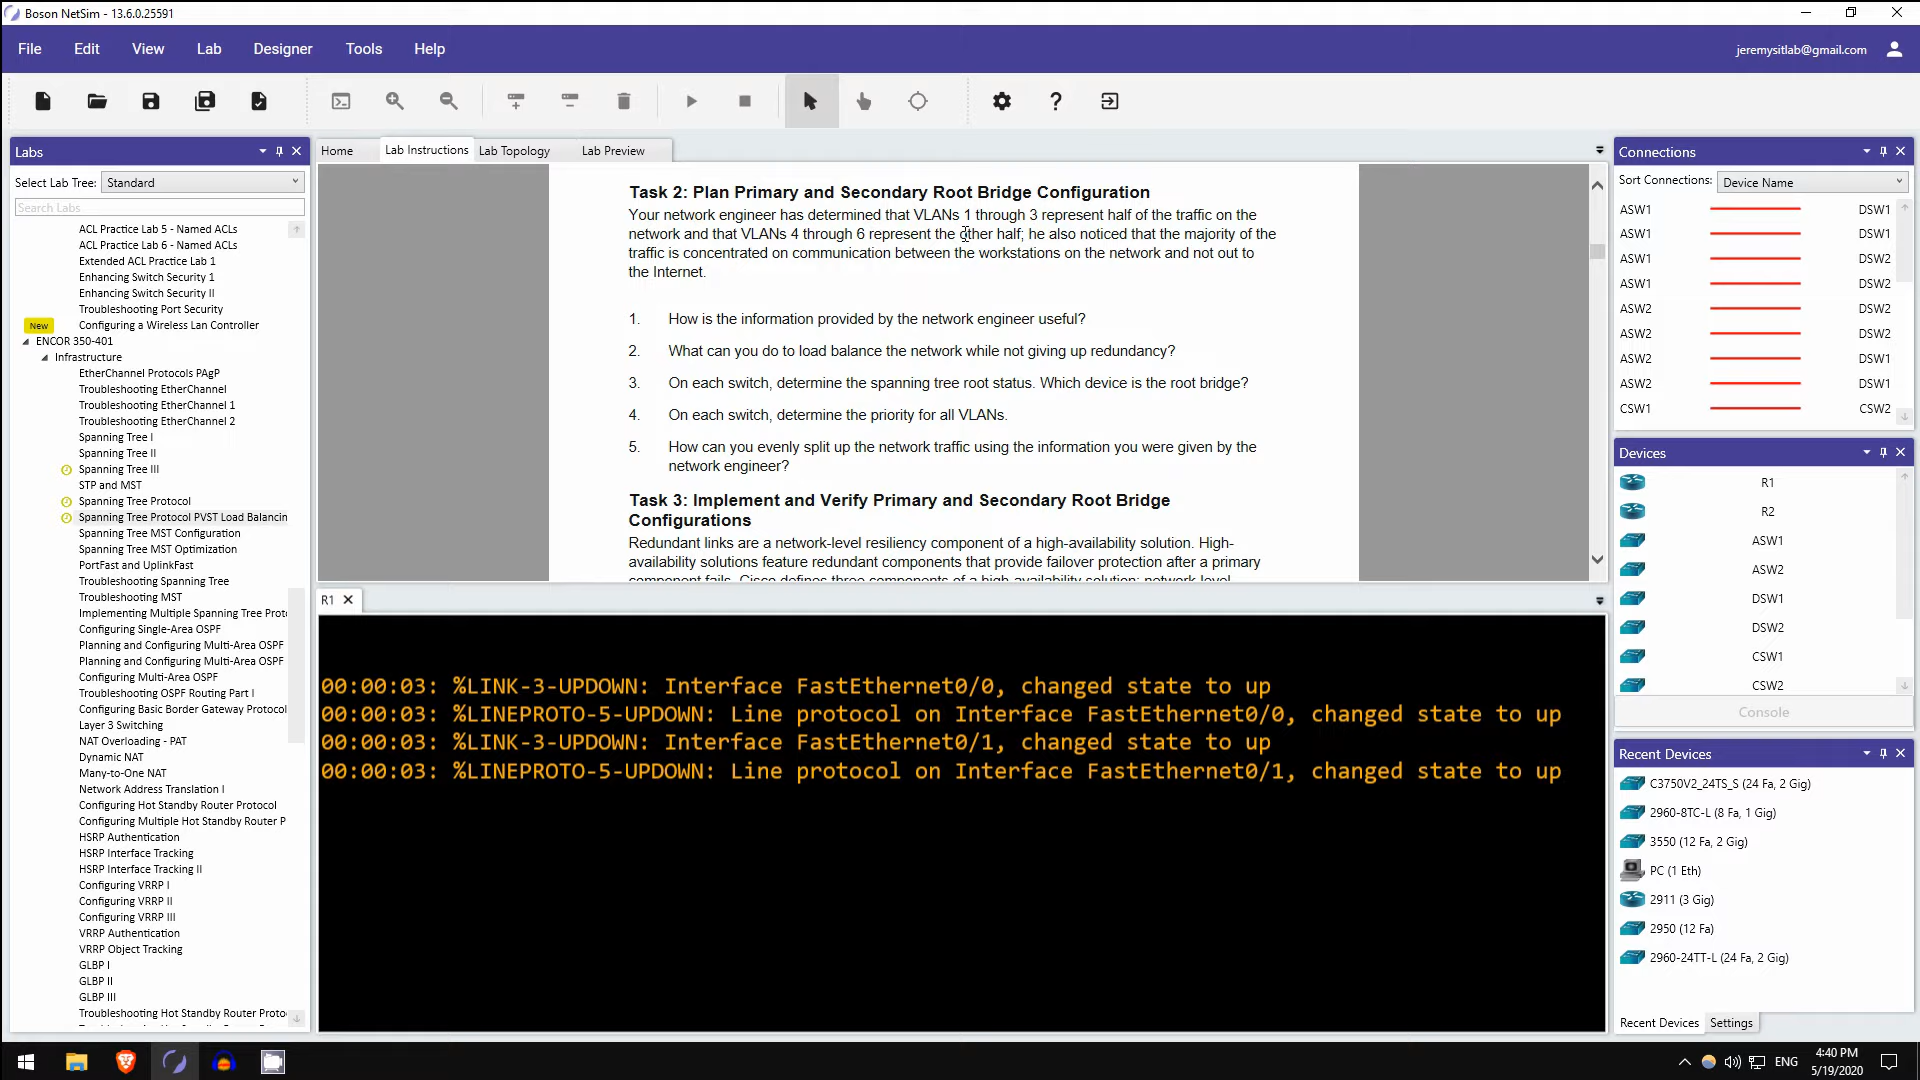 Boson NetSim - 13.6.0.25591
File Edit View Lab Designer Tools Help
jeremysitlab@gmail.com
Labs
Select Lab Tree: Standard
Search Labs
ACL Practice Lab 5 - Named ACLs
ACL Practice Lab 6 - Named ACLs
Extended ACL Practice Lab 1
Enhancing Switch Security 1
Enhancing Switch Security II
Troubleshooting Port Security
New Configuring a Wireless Lan Controller
ENCOR 350-401
Infrastructure
EtherChannel Protocols PAgP
Troubleshooting EtherChannel
Troubleshooting EtherChannel 1
Troubleshooting EtherChannel 2
Spanning Tree I
Spanning Tree II
Spanning Tree III
STP and MST
Spanning Tree Protocol
Spanning Tree Protocol PVST Load Balancin
Spanning Tree MST Configuration
Spanning Tree MST Optimization
PortFast and UplinkFast
Troubleshooting Spanning Tree
Troubleshooting MST
Implementing Multiple Spanning Tree Proto
Configuring Single-Area OSPF
Planning and Configuring Multi-Area OSPF
Planning and Configuring Multi-Area OSPF
Configuring Multi-Area OSPF
Troubleshooting OSPF Routing Part I
Configuring Basic Border Gateway Protocol
Layer 3 Switching
NAT Overloading - PAT
Dynamic NAT
Many-to-One NAT
Network Address Translation I
Configuring Hot Standby Router Protocol
Configuring Multiple Hot Standby Router P
HSRP Authentication
HSRP Interface Tracking
HSRP Interface Tracking II
Configuring VRRP I
Configuring VRRP II
Configuring VRRP III
VRRP Authentication
VRRP Object Tracking
GLBP I
GLBP II
GLBP III
Troubleshooting Hot Standby Router Proto
Home Lab Instructions Lab Topology Lab Preview
Task 2: Plan Primary and Secondary Root Bridge Configuration
Your network engineer has determined that VLANs 1 through 3 represent half of the traffic on the
network and that VLANs 4 through 6 represent the other half; he also noticed that the majority of the
traffic is concentrated on communication between the workstations on the network and not out to
the Internet.
1. How is the information provided by the network engineer useful?
2. What can you do to load balance the network while not giving up redundancy?
3. On each switch, determine the spanning tree root status. Which device is the root bridge?
4. On each switch, determine the priority for all VLANs.
5. How can you evenly split up the network traffic using the information you were given by the
network engineer?
Task 3: Implement and Verify Primary and Secondary Root Bridge
Configurations
Redundant links are a network-level resiliency component of a high-availability solution. High-
availability solutions feature redundant components that provide failover protection after a primary
component fails. Cisco defines three components of a high-availability solution: network-level
R1
00:00:03: %LINK-3-UPDOWN: Interface FastEthernet0/0, changed state to up
00:00:03: %LINEPROTO-5-UPDOWN: Line protocol on Interface FastEthernet0/0, changed state to up
00:00:03: %LINK-3-UPDOWN: Interface FastEthernet0/1, changed state to up
00:00:03: %LINEPROTO-5-UPDOWN: Line protocol on Interface FastEthernet0/1, changed state to up
Connections
Sort Connections: Device Name
ASW1 DSW1
ASW1 DSW1
ASW1 DSW2
ASW1 DSW2
ASW2 DSW2
ASW2 DSW2
ASW2 DSW1
ASW2 DSW1
CSW1 CSW2
Devices
R1
R2
ASW1
ASW2
DSW1
DSW2
CSW1
CSW2
Console
Recent Devices
C3750V2_24TS_S (24 Fa, 2 Gig)
2960-8TC-L (8 Fa, 1 Gig)
3550 (12 Fa, 2 Gig)
PC (1 Eth)
2911 (3 Gig)
2950 (12 Fa)
2960-24TT-L (24 Fa, 2 Gig)
Recent Devices Settings
ENG
4:40 PM
5/19/2020